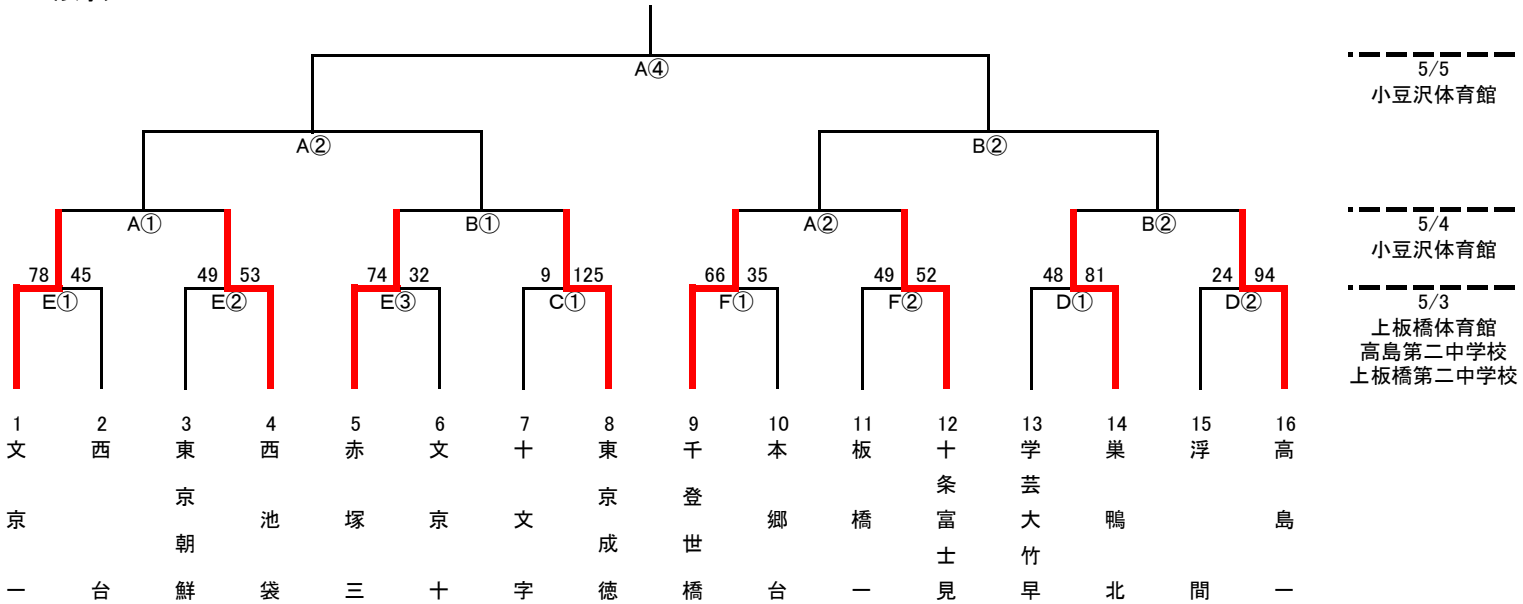 A④
5/5
小豆沢体育館
A②
B②
A①
B①
A②
B②
5/4
小豆沢体育館
78 45
49 53
74 32
9 125
66 35
49 52
48 81
24 94
E①
E②
E③
C①
F①
F②
D①
D②
5/3
上板橋体育館
高島第二中学校
上板橋第二中学校
1
文京一
2
西台
3
東京朝鮮
4
西池袋
5
赤塚三
6
文京十
7
十文字
8
東京成徳
9
千登世橋
10
本郷台
11
板橋一
12
十条富士見
13
学芸大竹早
14
巣鴨北
15
浮間
16
高島一